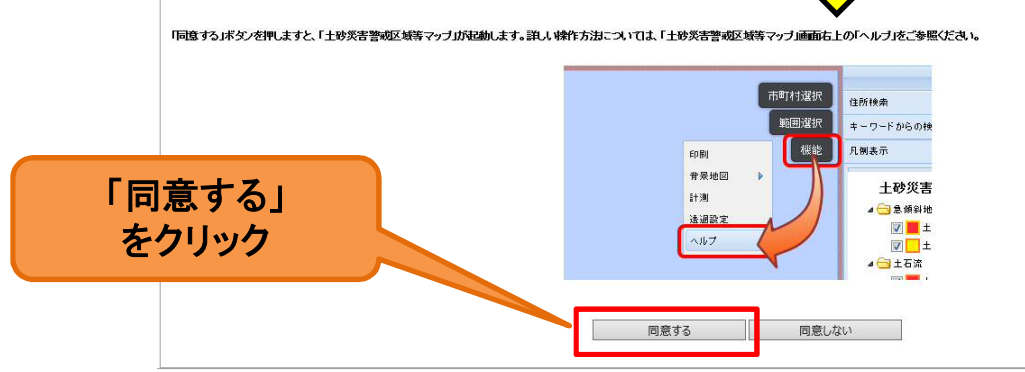 「同意する」ボタンを押しますと、「土砂災害警戒区域等マップ」が起動します。詳しい操作方法については、「土砂災害警戒区域等マップ」画面右上の「ヘルプ」をご参照ください。
市町村選択
住所検索
範囲選択
キーワードからの検
機能
凡例表示
印刷
背景地図
計測
透過設定
ヘルプ
土砂災害
急傾斜地
土
土
土石流
「同意する」
をクリック
同意する
同意しない